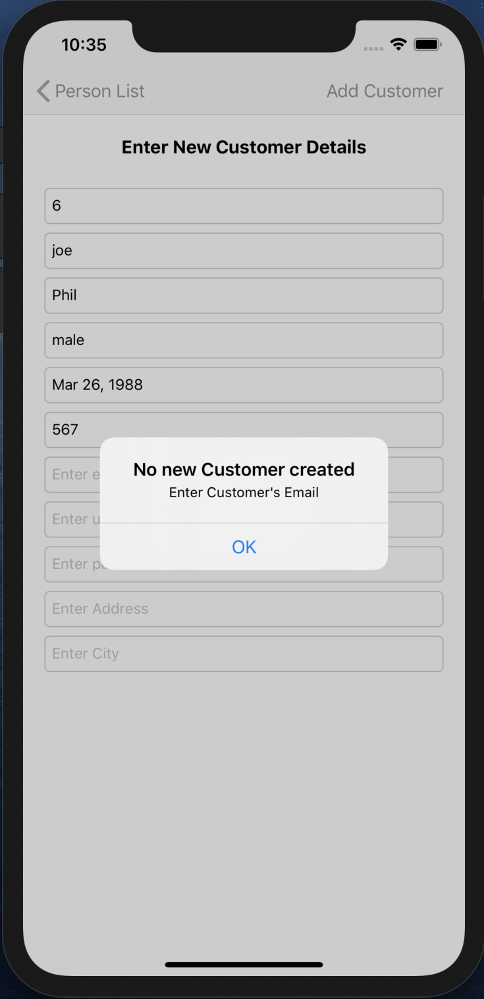 10:35
Person List
Add Customer
Enter New Customer Details
6
joe
Phil
male
Mar 26, 1988
567
Enter
No new Customer created
Enter Customer's Email
Enter
OK
Enter
Enter Address
Enter City